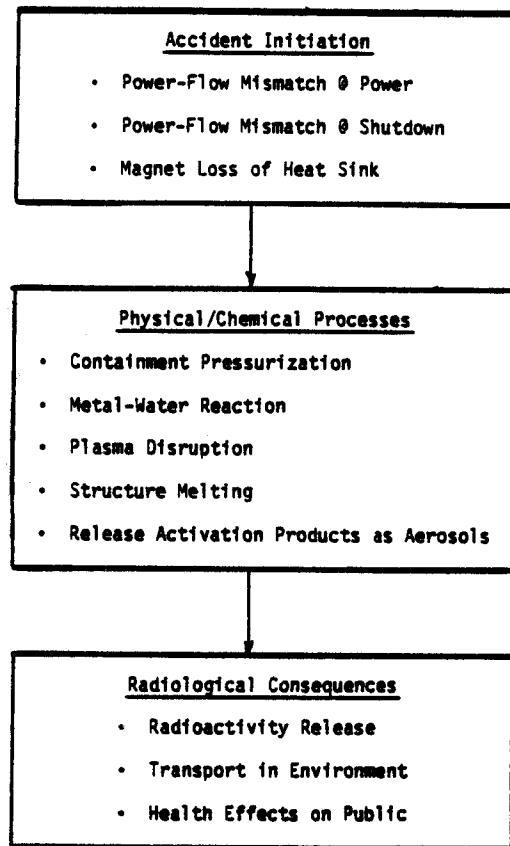 Accident Initiation
· Power-Flow Mismatch @ Power
· Power-Flow Mismatch @ Shutdown
· Magnet Loss of Heat Sink
Physical/Chemical Processes
· Containment Pressurization
· Metal-Water Reaction
· Plasma Disruption
· Structure Melting
· Release Activation Products as Aerosols
Radiological Consequences
· Radioactivity Release
· Transport in Environment
· Health Effects on Public